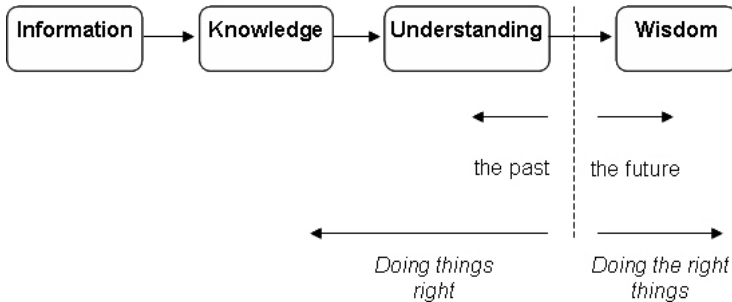 Information Knowledge Understanding Wisdom
the past the future
Doing things Doing the right
right things